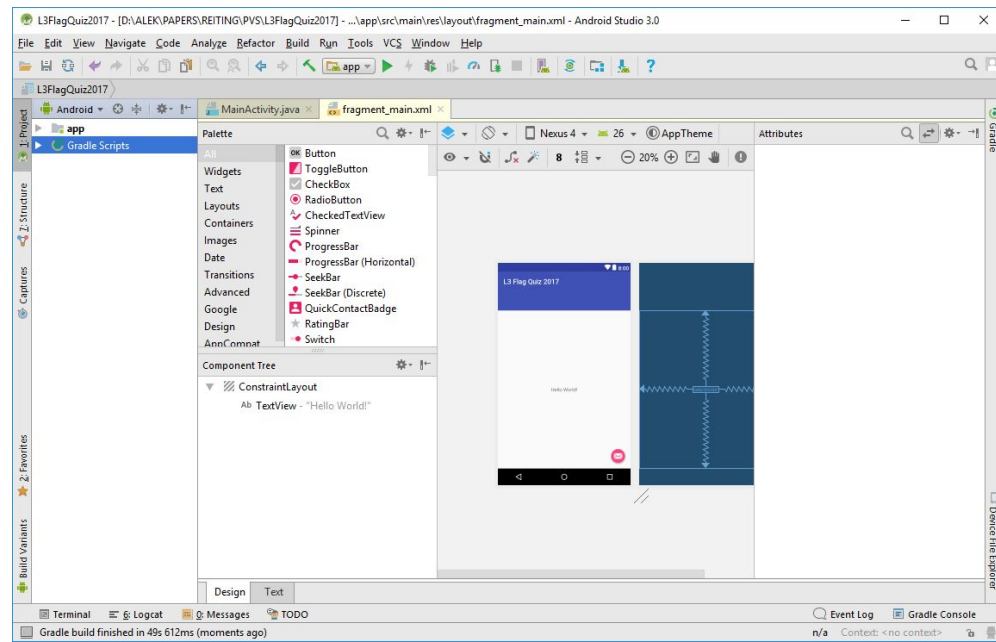 L3FlagQuiz2017 - [D:\ALEK\PAPERS\REITING\PVS\L3FlagQuiz2017] - ...\app\src\main\res\layout\fragment_main.xml - Android Studio 3.0
File Edit View Navigate Code Analyze Refactor Build Run Tools VCS Window Help
app
L3FlagQuiz2017
Android MainActivity.java fragment_main.xml
1: Project
Z: Structure
Captures
2: Favorites
Build Variants
app
Gradle Scripts
Palette
All
Widgets
Text
Layouts
Containers
Images
Date
Transitions
Advanced
Google
Design
AppCompat
OK Button
ToggleButton
CheckBox
RadioButton
CheckedTextView
Spinner
ProgressBar
ProgressBar (Horizontal)
SeekBar
SeekBar (Discrete)
QuickContactBadge
RatingBar
Switch
Component Tree
ConstraintLayout
Ab TextView - "Hello World!"
Nexus 4 26 AppTheme
8 20%
8:00
L3 Flag Quiz 2017
Hello World!
Attributes
Gradle
Device File Explorer
Design Text
Terminal 6: Logcat 0: Messages TODO Event Log Gradle Console
Gradle build finished in 49s 612ms (moments ago) n/a Context: <no context>